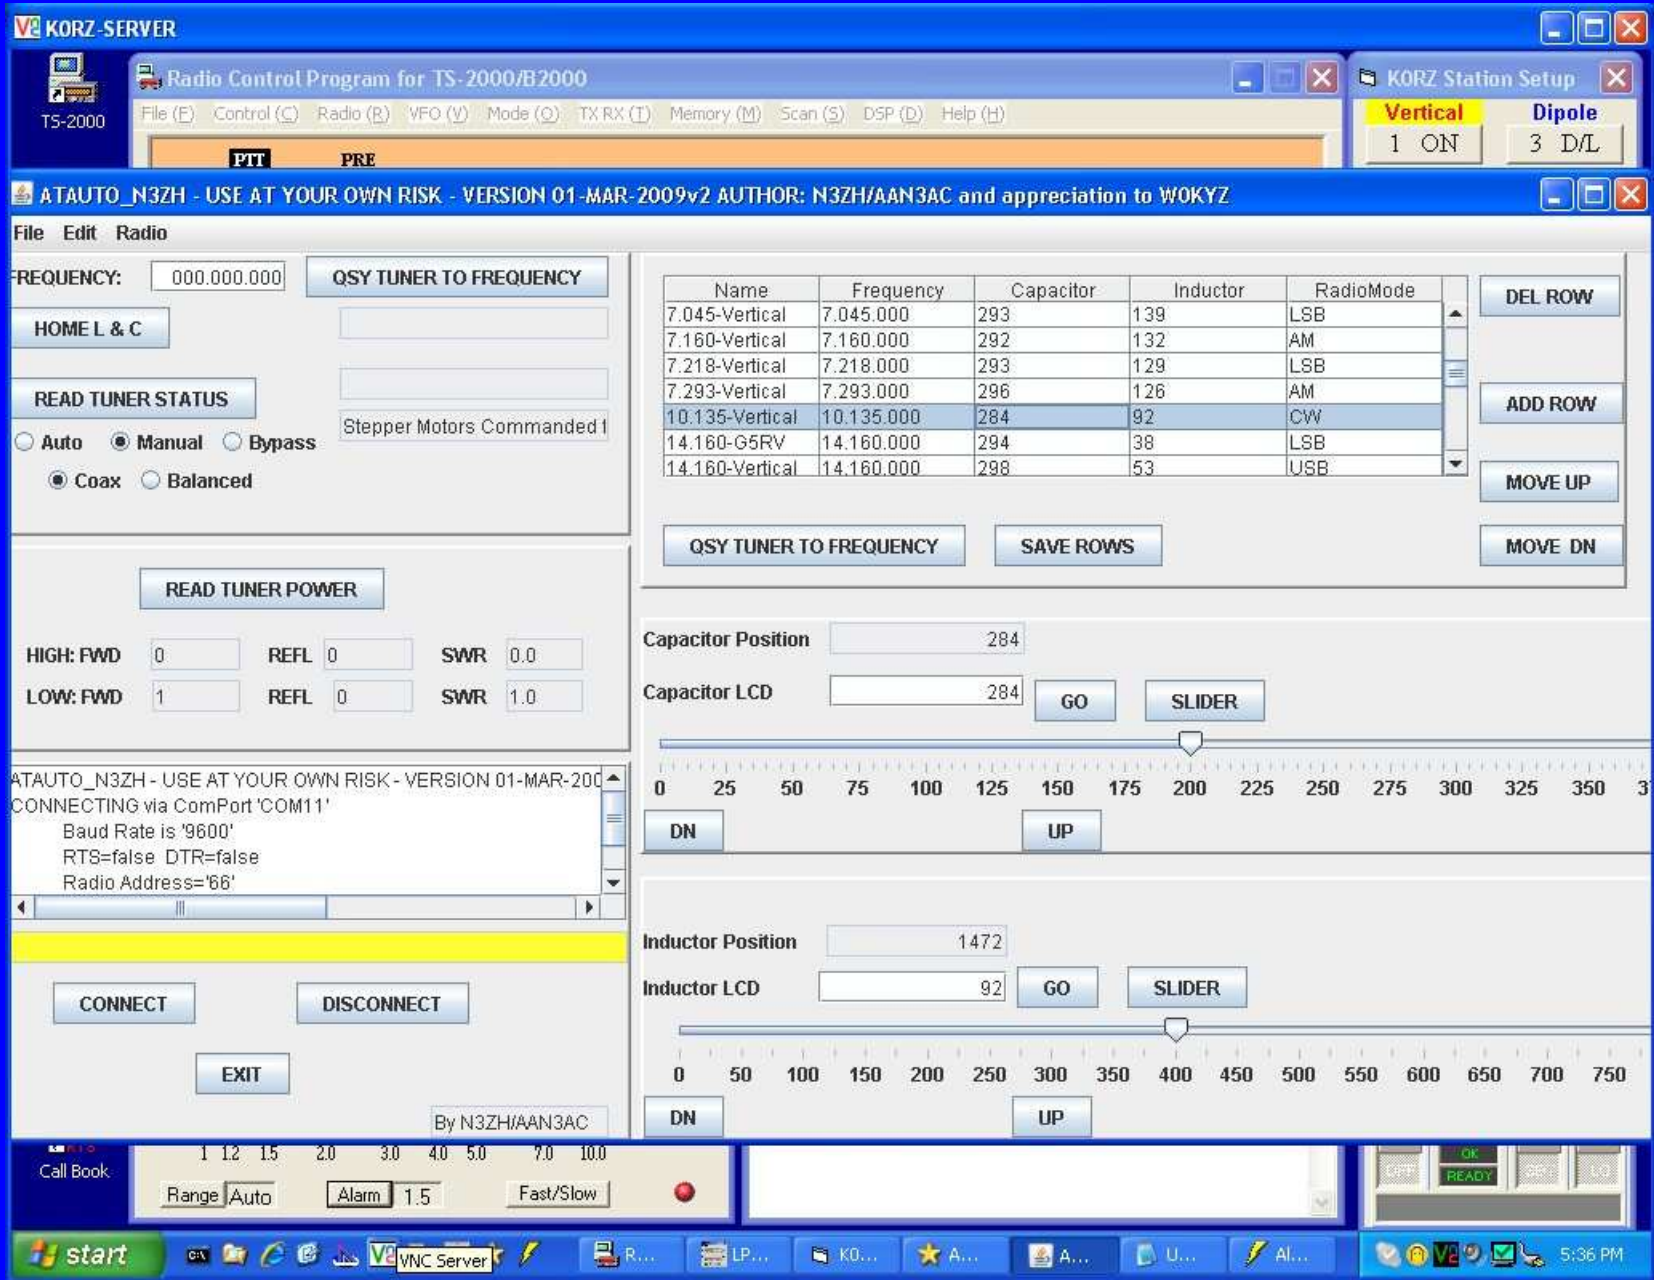 KORZ-SERVER
TS-2000
Radio Control Program for TS-2000/B2000
File (F) Control (C) Radio (R) VFO (V) Mode (O) TX RX (T) Memory (M) Scan (S) DSP (D) Help (H)
PTT PRE
K0RZ Station Setup
Vertical Dipole
1 ON 3 D/L
ATAUTO_N3ZH - USE AT YOUR OWN RISK - VERSION 01-MAR-2009v2 AUTHOR: N3ZH/AAN3AC and appreciation to W0KYZ
File Edit Radio
FREQUENCY: 000.000.000 QSY TUNER TO FREQUENCY
HOME L & C
READ TUNER STATUS
Stepper Motors Commanded t
Auto Manual Bypass
Coax Balanced
READ TUNER POWER
HIGH: FWD 0 REFL 0 SWR 0.0
LOW: FWD 1 REFL 0 SWR 1.0
ATAUTO_N3ZH - USE AT YOUR OWN RISK - VERSION 01-MAR-200
CONNECTING via ComPort 'COM11'
Baud Rate is '9600'
RTS=false DTR=false
Radio Address='66'
CONNECT DISCONNECT
EXIT
By N3ZH/AAN3AC
Name Frequency Capacitor Inductor RadioMode
7.045-Vertical 7.045.000 293 139 LSB
7.160-Vertical 7.160.000 292 132 AM
7.218-Vertical 7.218.000 293 129 LSB
7.293-Vertical 7.293.000 296 126 AM
10.135-Vertical 10.135.000 284 92 CW
14.160-G5RV 14.160.000 294 38 LSB
14.160-Vertical 14.160.000 298 53 USB
DEL ROW
ADD ROW
MOVE UP
MOVE DN
QSY TUNER TO FREQUENCY SAVE ROWS
Capacitor Position 284
Capacitor LCD 284 GO SLIDER
0 25 50 75 100 125 150 175 200 225 250 275 300 325 350 3
DN UP
Inductor Position 1472
Inductor LCD 92 GO SLIDER
0 50 100 150 200 250 300 350 400 450 500 550 600 650 700 750
DN UP
Call Book
1 1.2 1.5 2.0 3.0 4.0 5.0 7.0 10.0
Range Auto Alarm 1.5 Fast/Slow
OK
READY
start
VNC Server
R... LP... K0... A... A... U... Al... 5:36 PM